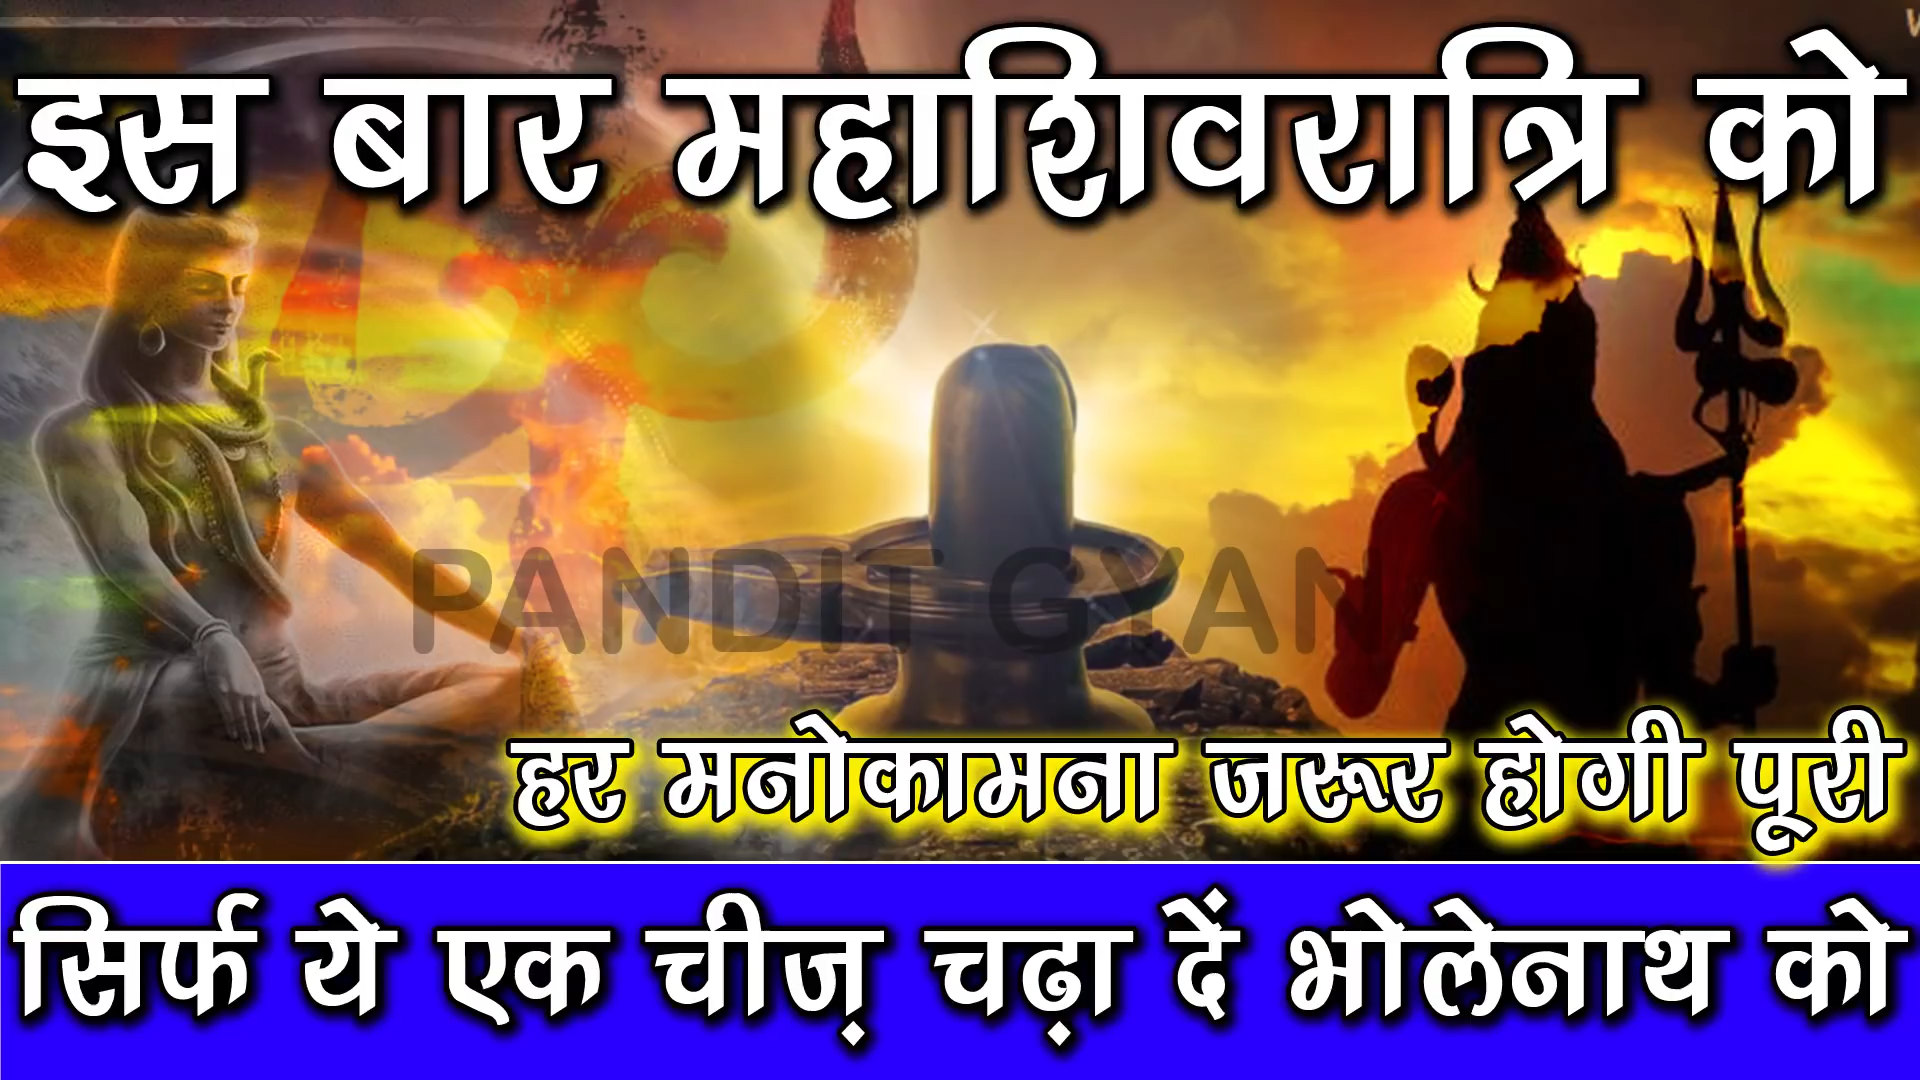 इस बार महाशिवरात्रि को
PANDIT GYAN
हर मनोकामना जरूर होगी पूरी
सिर्फ ये एक चीज़ चढ़ा दें भोलेनाथ को